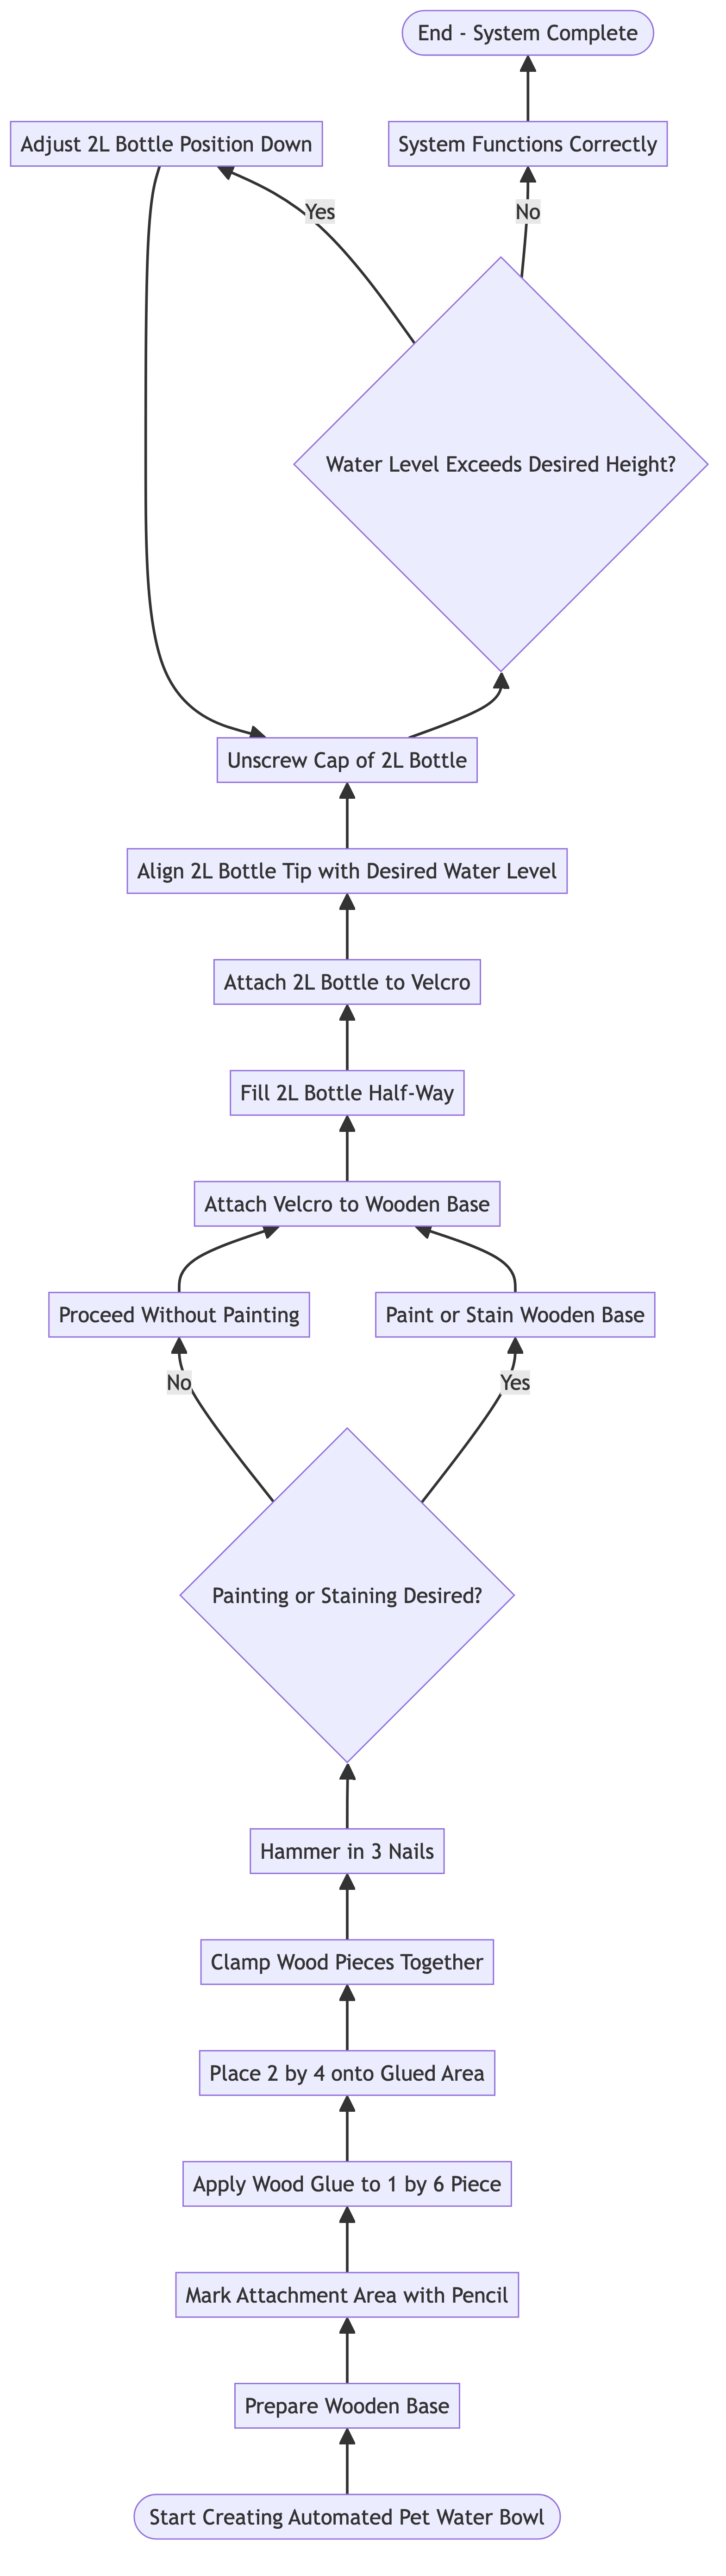 End - System Complete
Adjust 2L Bottle Position Down
System Functions Correctly
Yes
No
Water Level Exceeds Desired Height?
Unscrew Cap of 2L Bottle
Align 2L Bottle Tip with Desired Water Level
Attach 2L Bottle to Velcro
Fill 2L Bottle Half-Way
Attach Velcro to Wooden Base
Proceed Without Painting
Paint or Stain Wooden Base
No
Yes
Painting or Staining Desired?
Hammer in 3 Nails
Clamp Wood Pieces Together
Place 2 by 4 onto Glued Area
Apply Wood Glue to 1 by 6 Piece
Mark Attachment Area with Pencil
Prepare Wooden Base
Start Creating Automated Pet Water Bowl